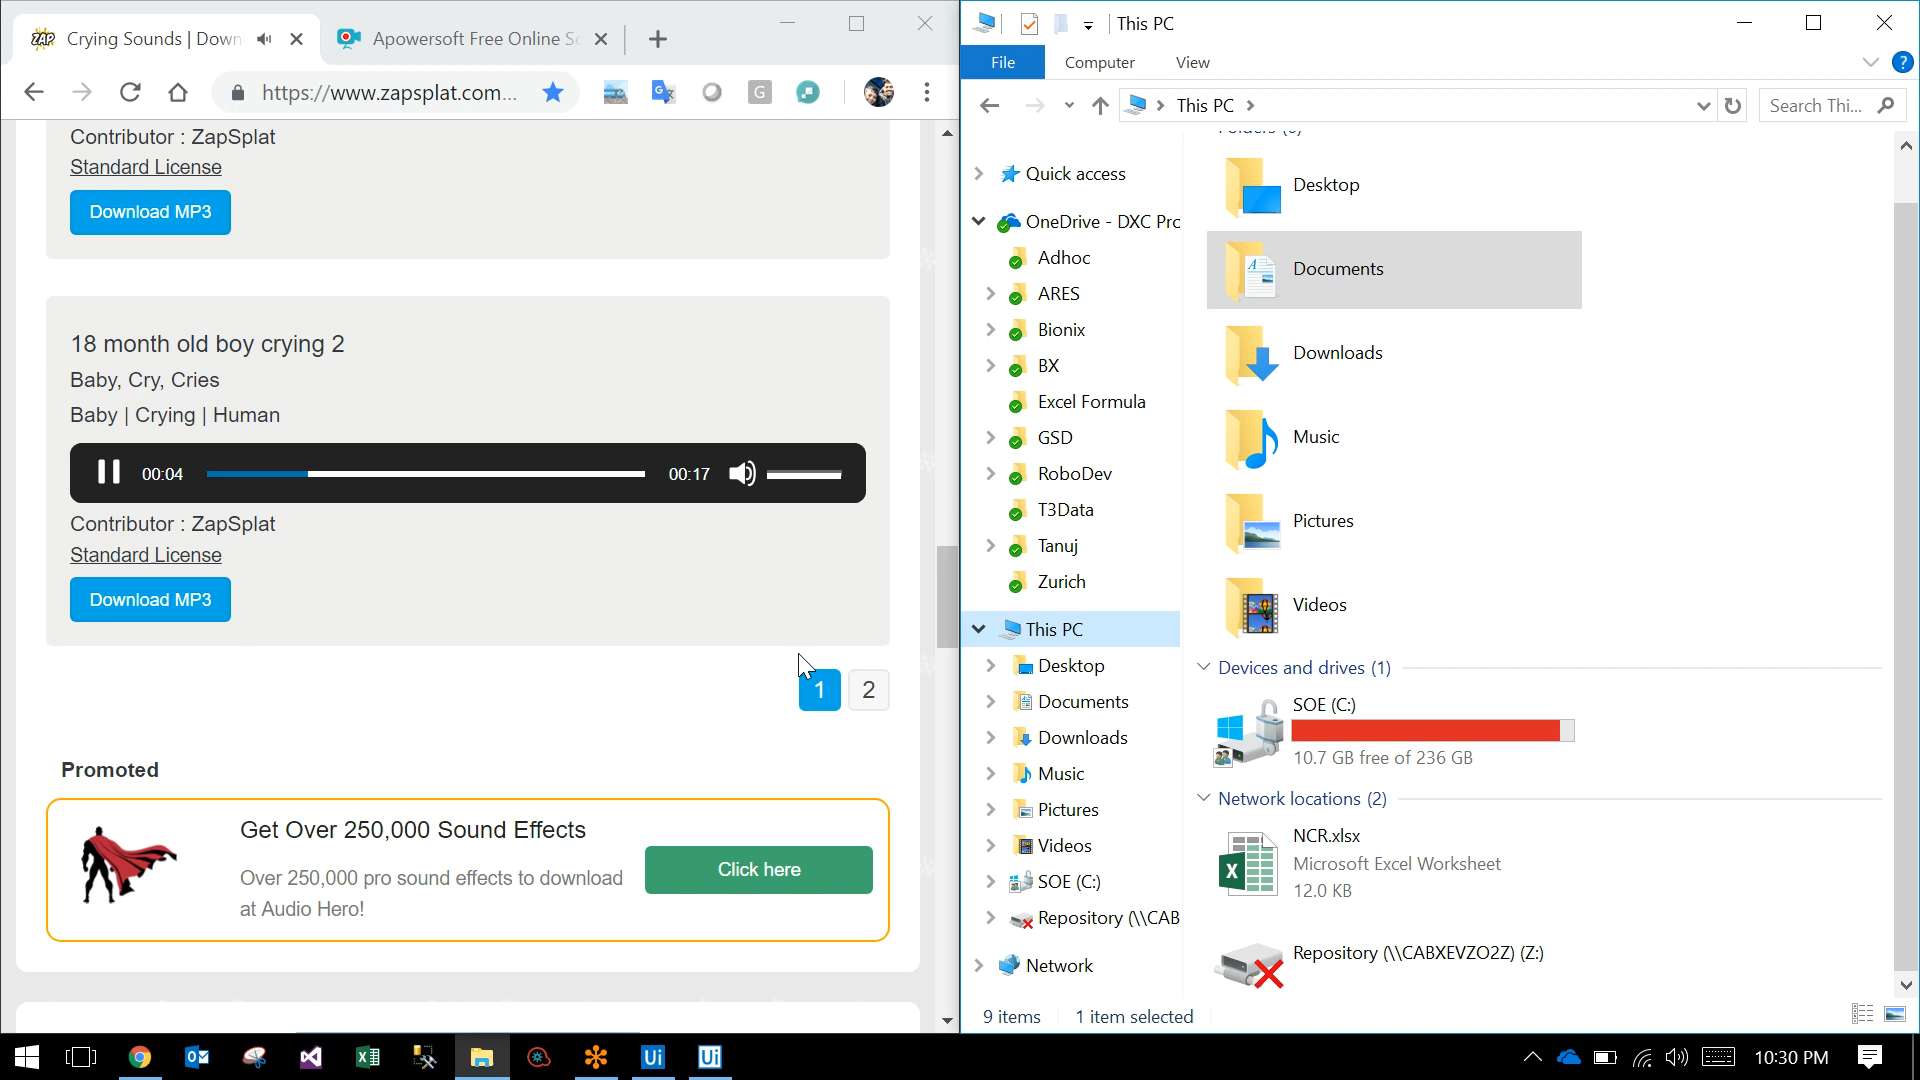 ZAP
Crying Sounds | Down
Apowersoft Free Online Sc
https://www.zapsplat.com...
G
Contributor : ZapSplat
Standard License
Download MP3
18 month old boy crying 2
Baby, Cry, Cries
Baby | Crying | Human
00:04
00:17
Contributor : ZapSplat
Standard License
Download MP3
1
2
Promoted
Get Over 250,000 Sound Effects
Over 250,000 pro sound effects to download
at Audio Hero!
Click here
This PC
File
Computer
View
?
This PC
Search Thi...
Quick access
OneDrive - DXC Prc
Adhoc
ARES
Bionix
BX
Excel Formula
GSD
RoboDev
T3Data
Tanuj
Zurich
This PC
Desktop
Documents
Downloads
Music
Pictures
Videos
SOE (C:)
Repository (\\CAB
Network
Folders (6)
Desktop
Documents
Downloads
Music
Pictures
Videos
Devices and drives (1)
SOE (C:)
10.7 GB free of 236 GB
Network locations (2)
NCR.xlsx
Microsoft Excel Worksheet
12.0 KB
Repository (\\CABXEVZO2Z) (Z:)
9 items
1 item selected
Ui
Ui
10:30 PM